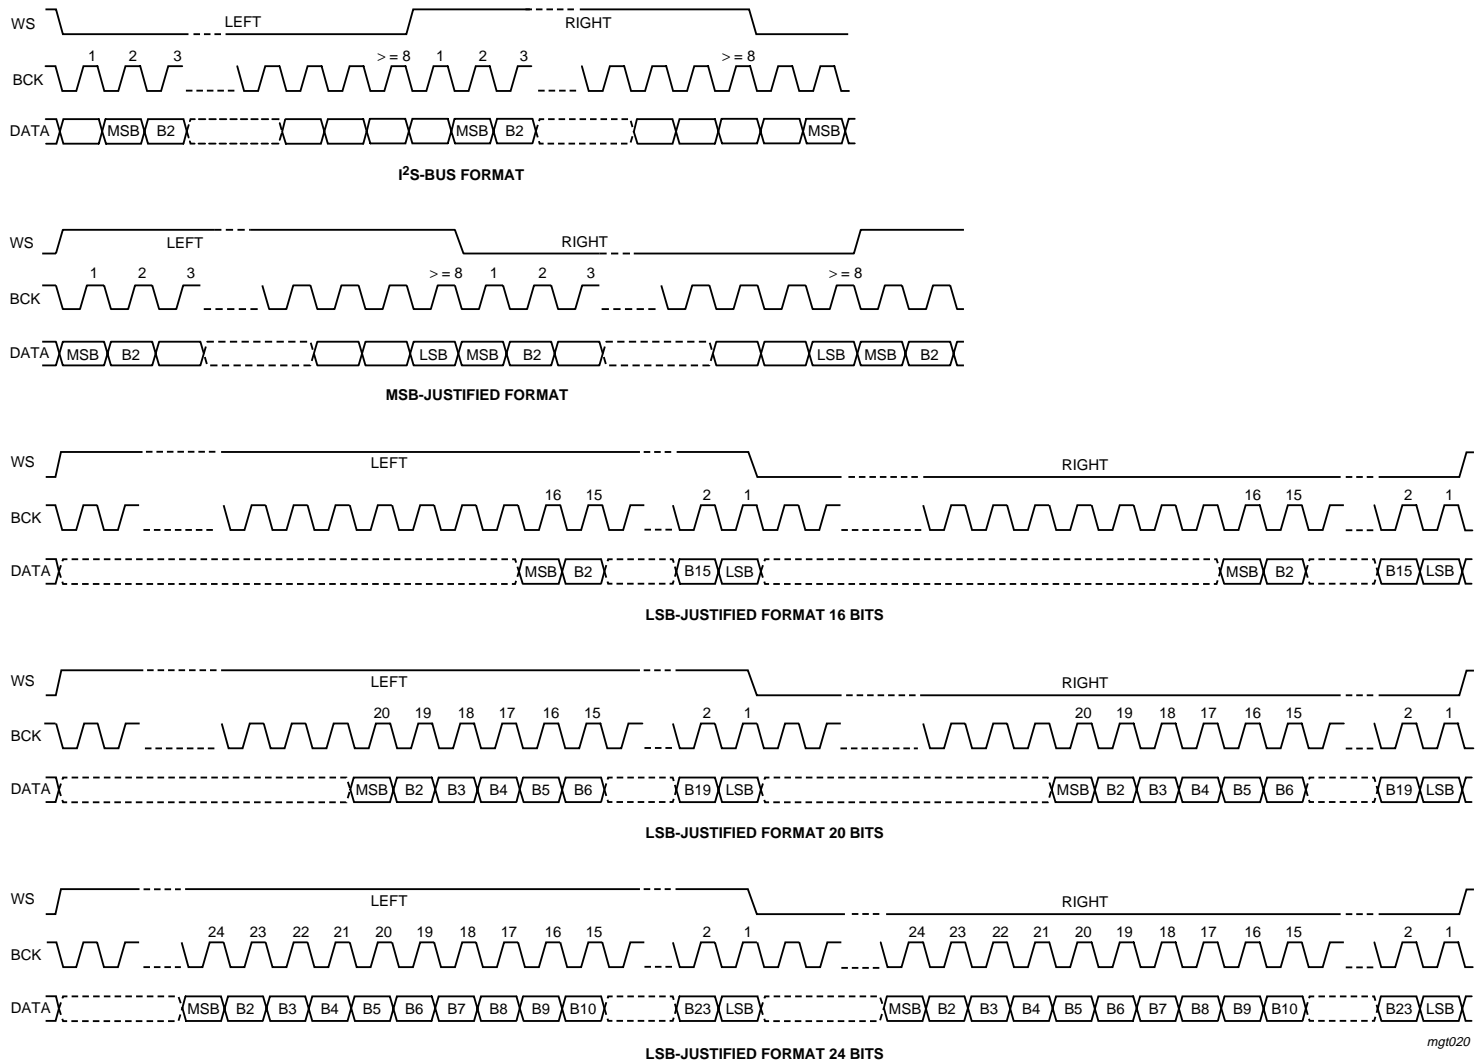 WS LEFT RIGHT
BCK 1 2 3 >=8 1 2 3 >=8
DATA MSB B2 MSB B2 MSB
I²S-BUS FORMAT
WS LEFT RIGHT
BCK 1 2 3 >=8 1 2 3 >=8
DATA MSB B2 LSB MSB B2 LSB MSB B2
MSB-JUSTIFIED FORMAT
WS LEFT RIGHT
BCK 16 15 2 1 16 15 2 1
DATA MSB B2 B15 LSB MSB B2 B15 LSB
LSB-JUSTIFIED FORMAT 16 BITS
WS LEFT RIGHT
BCK 20 19 18 17 16 15 2 1 20 19 18 17 16 15 2 1
DATA MSB B2 B3 B4 B5 B6 B19 LSB MSB B2 B3 B4 B5 B6 B19 LSB
LSB-JUSTIFIED FORMAT 20 BITS
WS LEFT RIGHT
BCK 24 23 22 21 20 19 18 17 16 15 2 1 24 23 22 21 20 19 18 17 16 15 2 1
DATA MSB B2 B3 B4 B5 B6 B7 B8 B9 B10 B23 LSB MSB B2 B3 B4 B5 B6 B7 B8 B9 B10 B23 LSB
LSB-JUSTIFIED FORMAT 24 BITS
mgt020